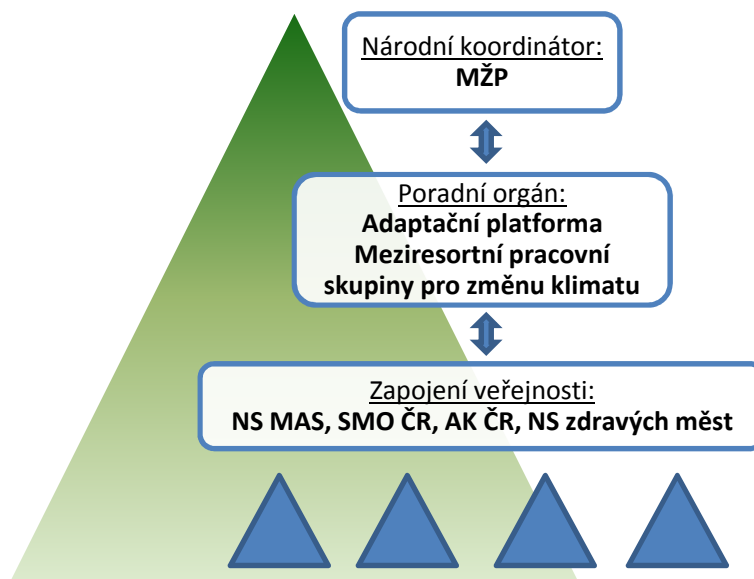 Národní koordinátor:
MŽP
Poradní orgán:
Adaptační platforma
Meziresortní pracovní
skupiny pro změnu klimatu
Zapojení veřejnosti:
NS MAS, SMO ČR, AK ČR, NS zdravých měst